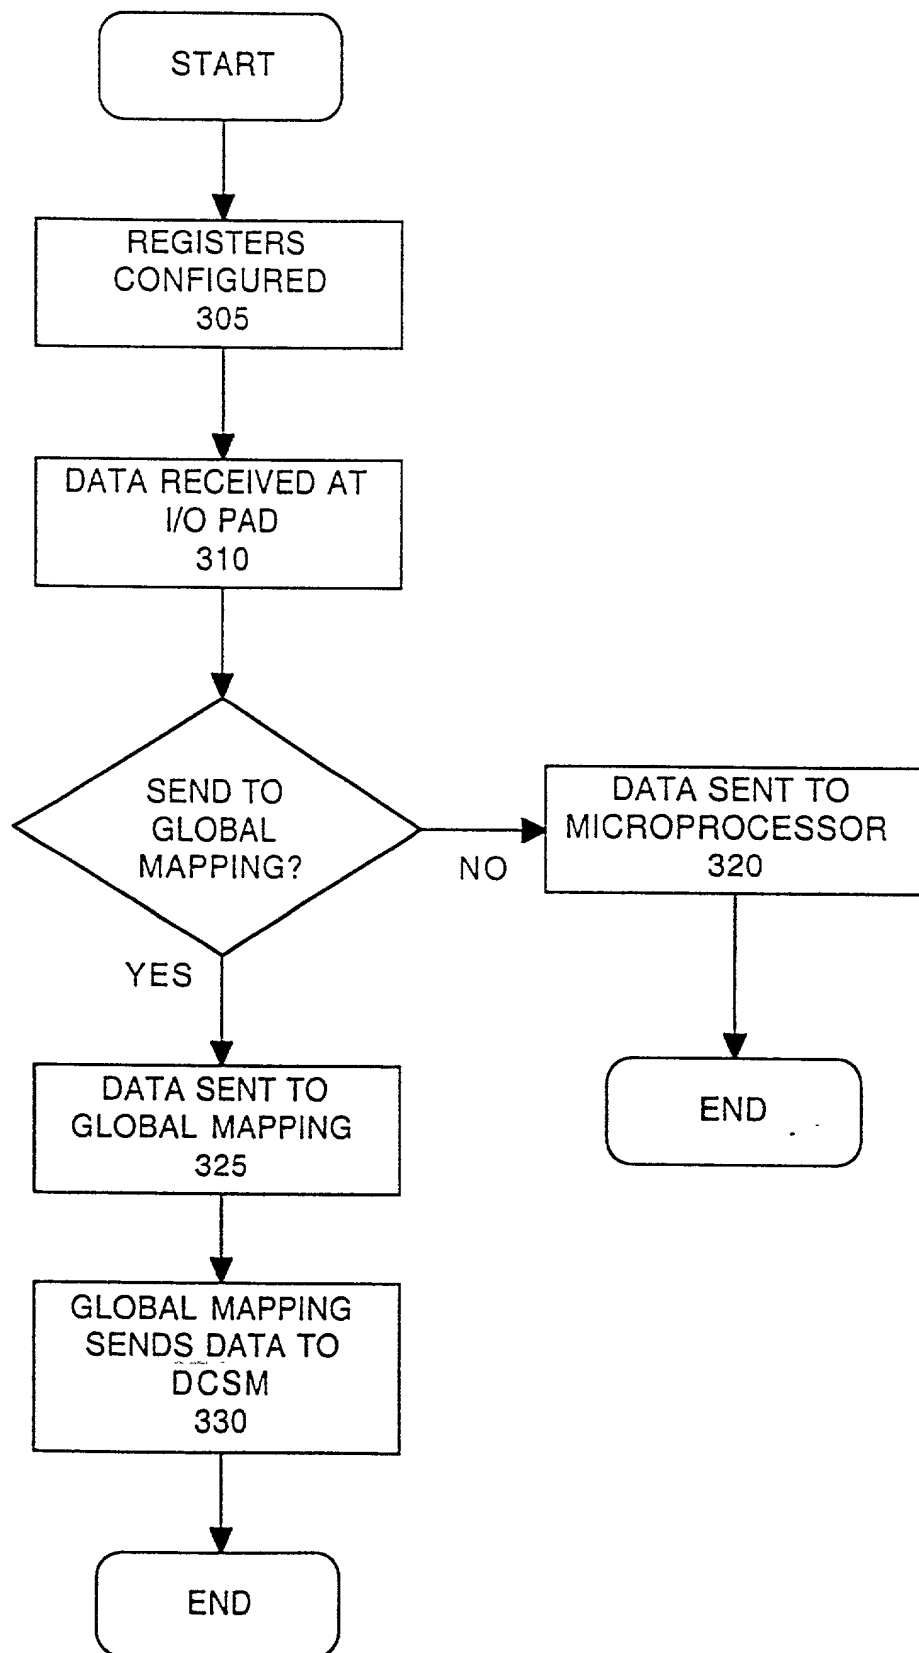 START
REGISTERS
CONFIGURED
305
DATA RECEIVED AT
I/O PAD
310
SEND TO
GLOBAL
MAPPING?
NO
DATA SENT TO
MICROPROCESSOR
320
END
YES
DATA SENT TO
GLOBAL MAPPING
325
GLOBAL MAPPING
SENDS DATA TO
DCSM
330
END